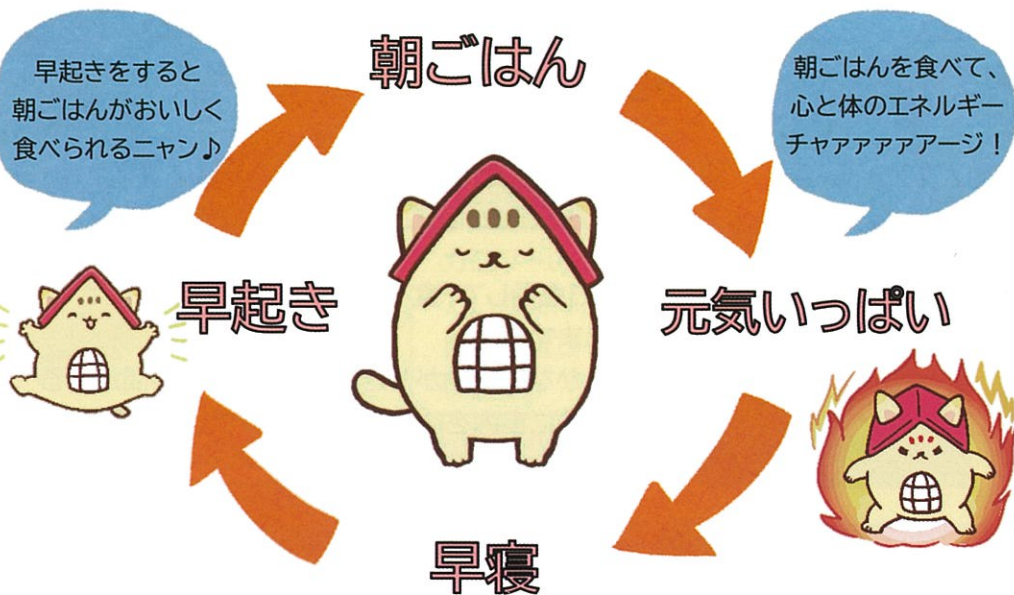 早起きをすると
朝ごはんがおいしく
食べられるニャン♪
朝ごはん
朝ごはんを食べて、
心と体のエネルギー
チャァァァァアージ！
早起き
元気いっぱい
早寝